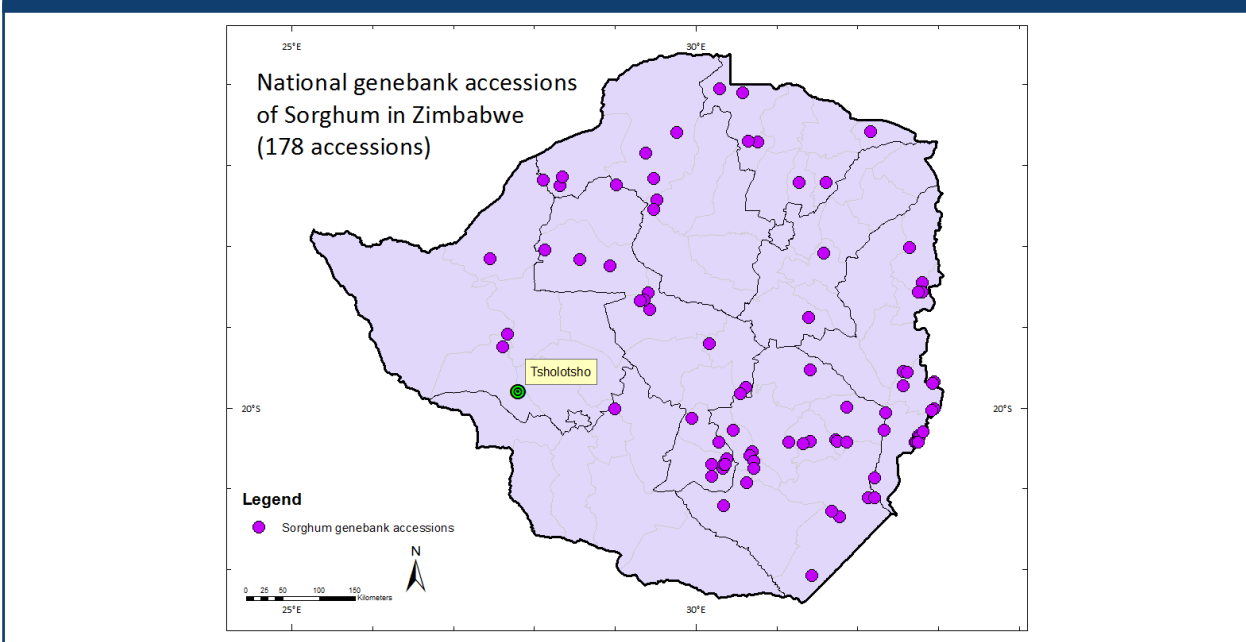 25°E
30°E
National genebank accessions
of Sorghum in Zimbabwe
(178 accessions)
Tsholotsho
20°S
20°S
Legend
Sorghum genebank accessions
N
0 25 50 100 150
Kilometers
25°E
30°E